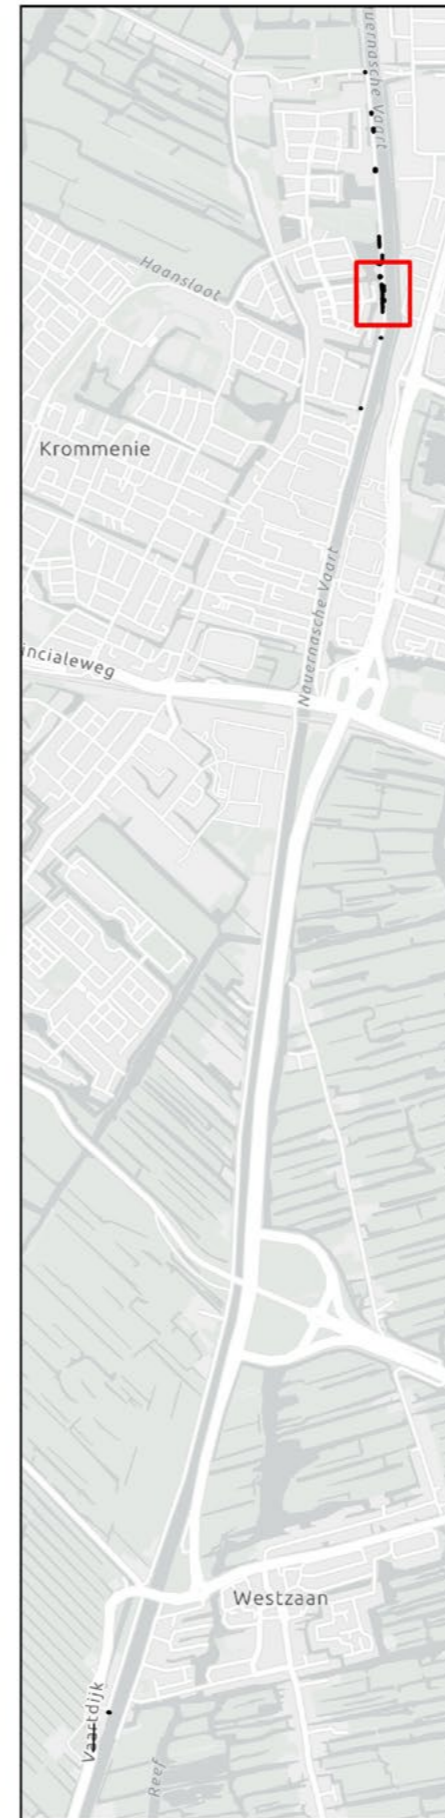 uernasche Vaart
Haansloot
Krommenie
Nauernasche Vaart
incialeweg
Westzaan
Vaartdijk
Reef